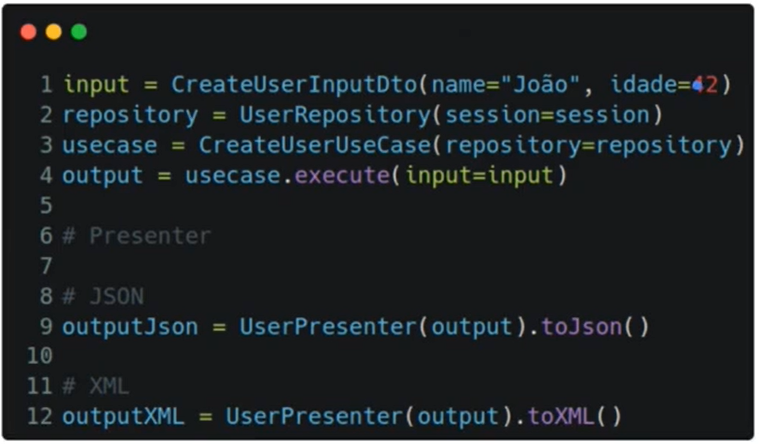 1 input = CreateUserInputDto(name="João", idade=42)
2 repository = UserRepository(session=session)
3 usecase = CreateUserUseCase(repository=repository)
4 output = usecase.execute(input=input)
5
6 # Presenter
7
8 # JSON
9 outputJson = UserPresenter(output).toJson()
10
11 # XML
12 outputXML = UserPresenter(output).toXML()